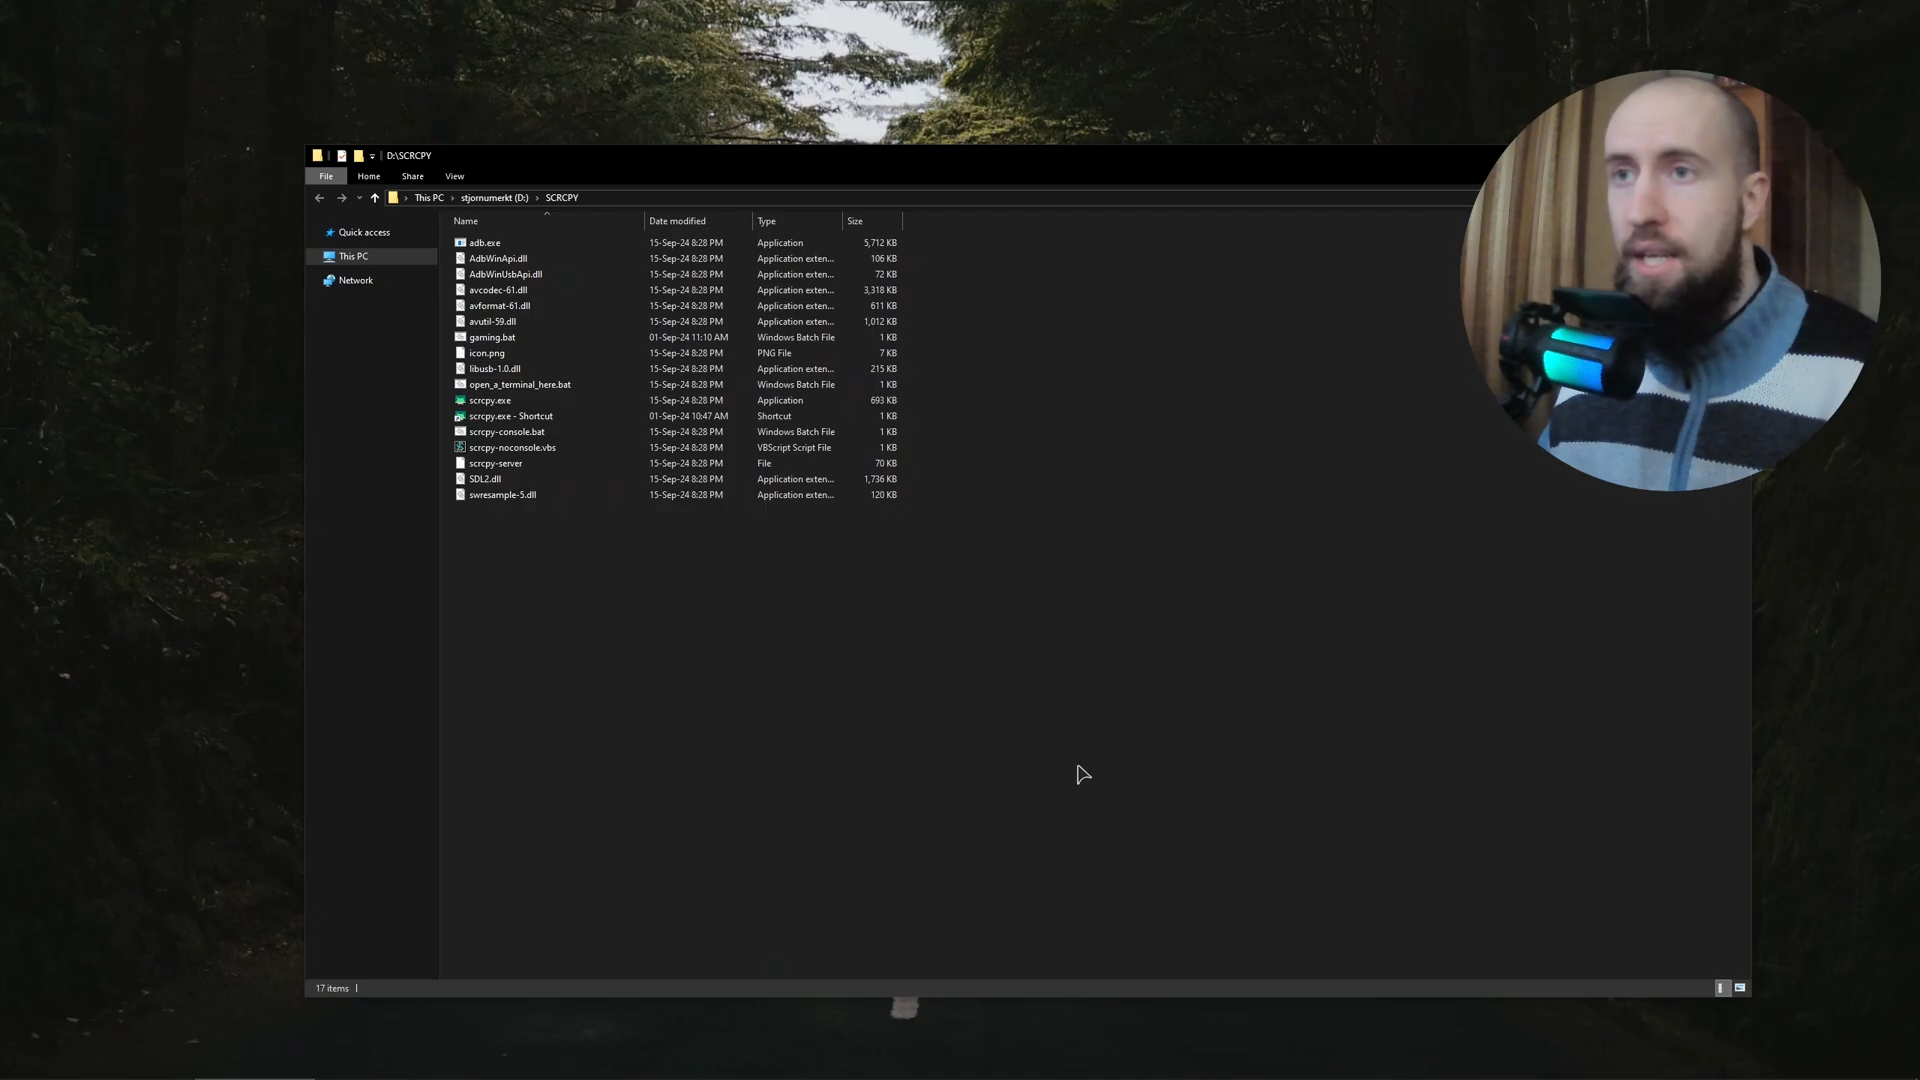 D:\SCRCPY
File Home Share View
This PC stjornumerkt (D:) SCRCPY
Name Date modified Type Size
Quick access
This PC
Network
adb.exe 15-Sep-24 8:28 PM Application 5,712 KB
AdbWinApi.dll 15-Sep-24 8:28 PM Application exten... 106 KB
AdbWinUsbApi.dll 15-Sep-24 8:28 PM Application exten... 72 KB
avcodec-61.dll 15-Sep-24 8:28 PM Application exten... 3,318 KB
avformat-61.dll 15-Sep-24 8:28 PM Application exten... 611 KB
avutil-59.dll 15-Sep-24 8:28 PM Application exten... 1,012 KB
gaming.bat 01-Sep-24 11:10 AM Windows Batch File 1 KB
icon.png 15-Sep-24 8:28 PM PNG File 7 KB
libusb-1.0.dll 15-Sep-24 8:28 PM Application exten... 215 KB
open_a_terminal_here.bat 15-Sep-24 8:28 PM Windows Batch File 1 KB
scrcpy.exe 15-Sep-24 8:28 PM Application 693 KB
scrcpy.exe - Shortcut 01-Sep-24 10:47 AM Shortcut 1 KB
scrcpy-console.bat 15-Sep-24 8:28 PM Windows Batch File 1 KB
scrcpy-noconsole.vbs 15-Sep-24 8:28 PM VBScript Script File 1 KB
scrcpy-server 15-Sep-24 8:28 PM File 70 KB
SDL2.dll 15-Sep-24 8:28 PM Application exten... 1,736 KB
swresample-5.dll 15-Sep-24 8:28 PM Application exten... 120 KB
17 items